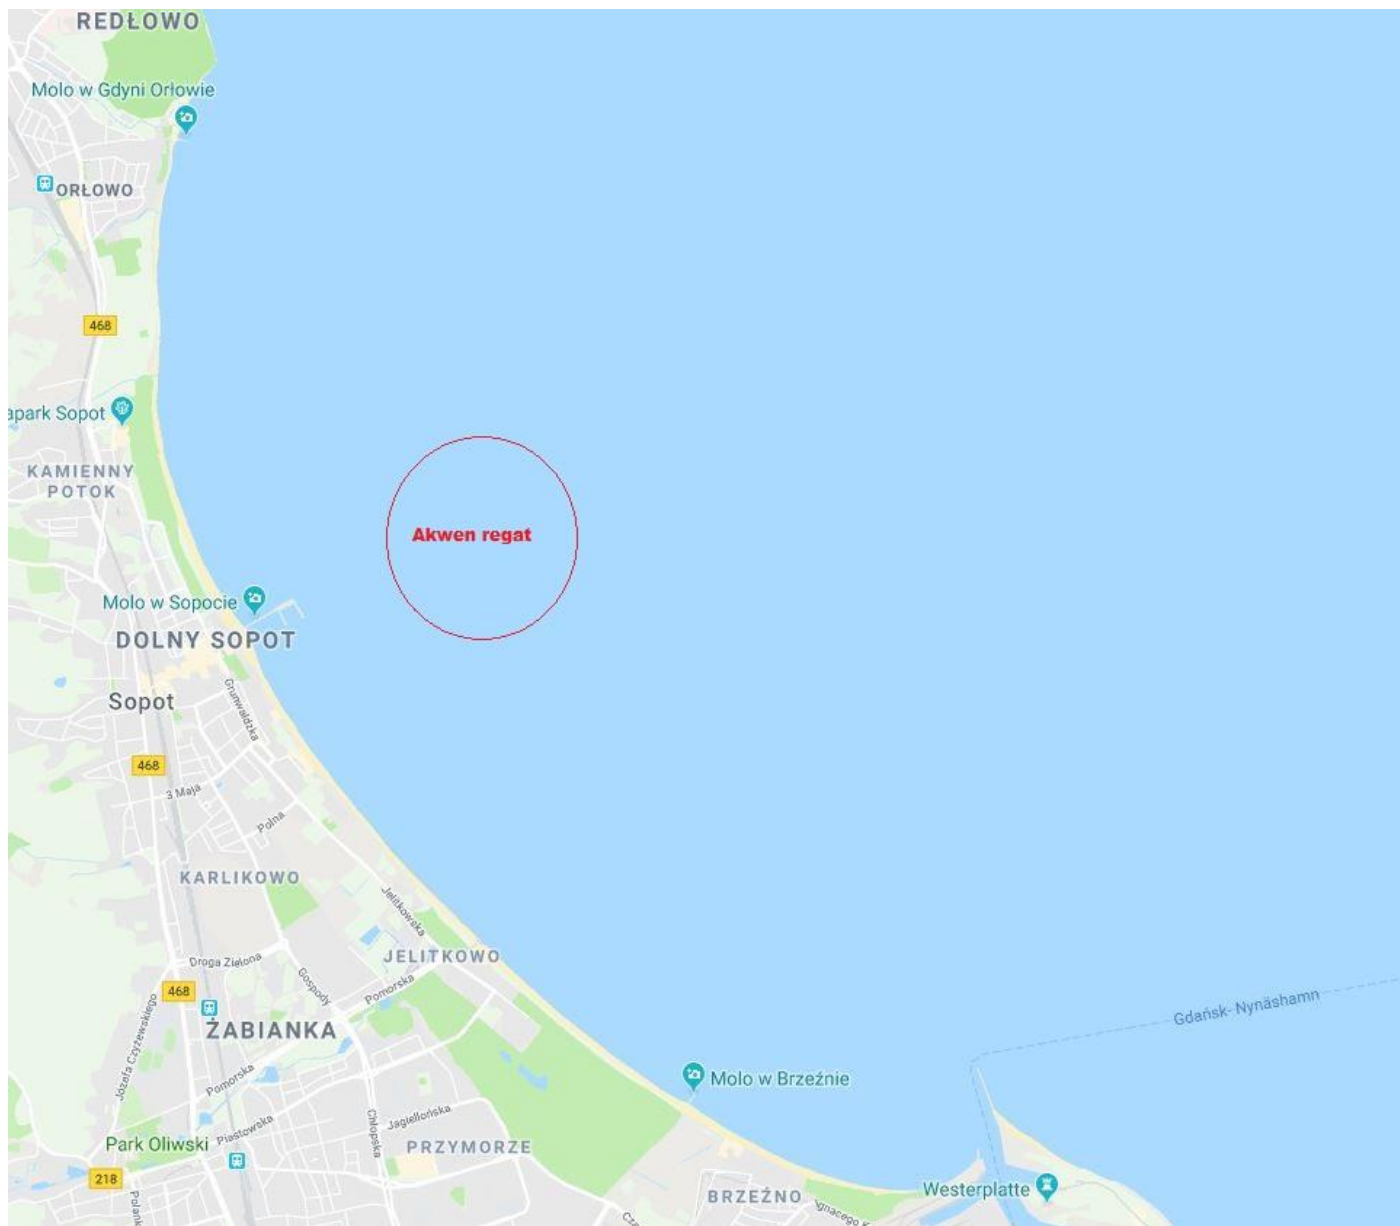 REDŁOWO
Molo w Gdyni Orłowie
ORŁOWO
468
apark Sopot
KAMIENNY
POTOK
Akwen regat
Molo w Sopocie
DOLNY SOPOT
Sopot
Grunwaldzka
468
3 Maja
Polna
KARLIKOWO
Jelitkowska
JELITKOWO
Droga Zielona
Gospody
Pomorska
468
Józefa Czyżewskiego
ŻABIANKA
Gdańsk- Nynäshamn
Pomorska
Molo w Brzeźnie
Chłopska
Jagiellońska
Piastowska
Park Oliwski
PRZYMORZE
218
Westerplatte
BRZEŹNO